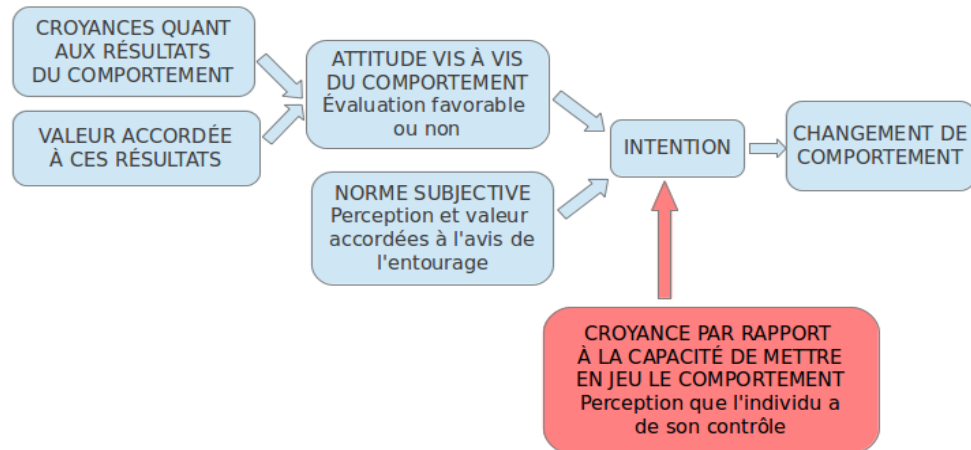 CROYANCES QUANT
AUX RÉSULTATS
DU COMPORTEMENT
VALEUR ACCORDÉE
À CES RÉSULTATS
ATTITUDE VIS À VIS
DU COMPORTEMENT
Évaluation favorable
ou non
NORME SUBJECTIVE
Perception et valeur
accordées à l'avis de
l'entourage
INTENTION
CHANGEMENT DE
COMPORTEMENT
CROYANCE PAR RAPPORT
À LA CAPACITÉ DE METTRE
EN JEU LE COMPORTEMENT
Perception que l'individu a
de son contrôle